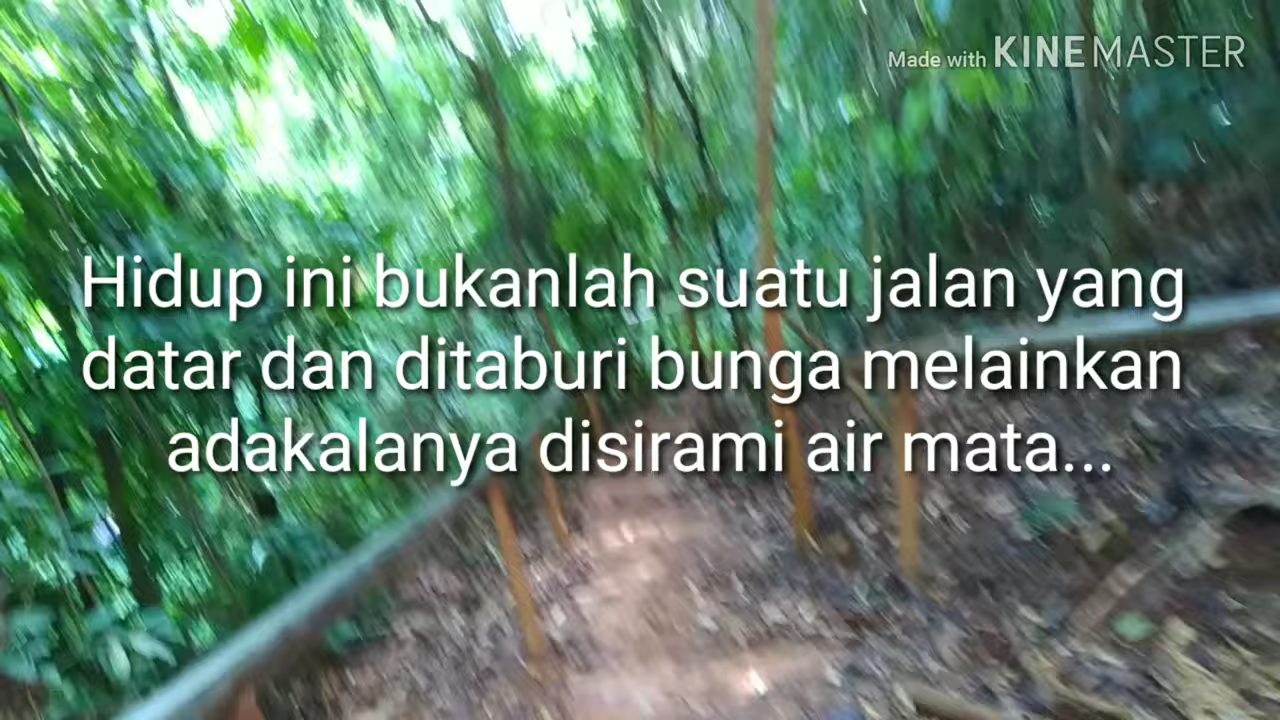 Made with KINEMASTER
Hidup ini bukanlah suatu jalan yang
datar dan ditaburi bunga melainkan
adakalanya disirami air mata...